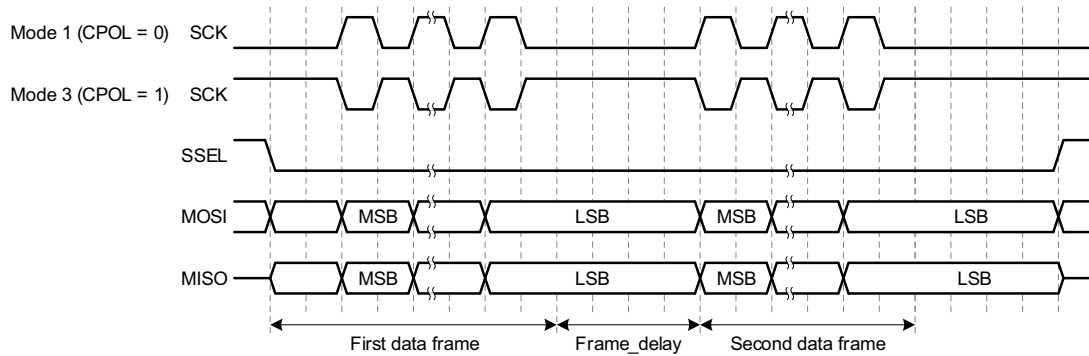 Mode 1 (CPOL = 0) SCK
Mode 3 (CPOL = 1) SCK
SSEL
MOSI MSB LSB MSB LSB
MISO MSB LSB MSB LSB
First data frame Frame_delay Second data frame